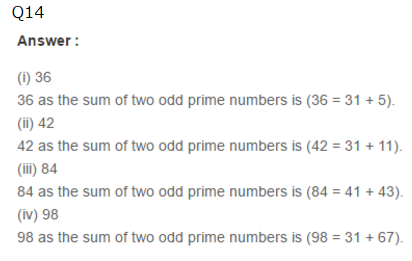 Q14
Answer :
(i) 36
36 as the sum of two odd prime numbers is (36 = 31 + 5).
(ii) 42
42 as the sum of two odd prime numbers is (42 = 31 + 11).
(iii) 84
84 as the sum of two odd prime numbers is (84 = 41 + 43).
(iv) 98
98 as the sum of two odd prime numbers is (98 = 31 + 67).